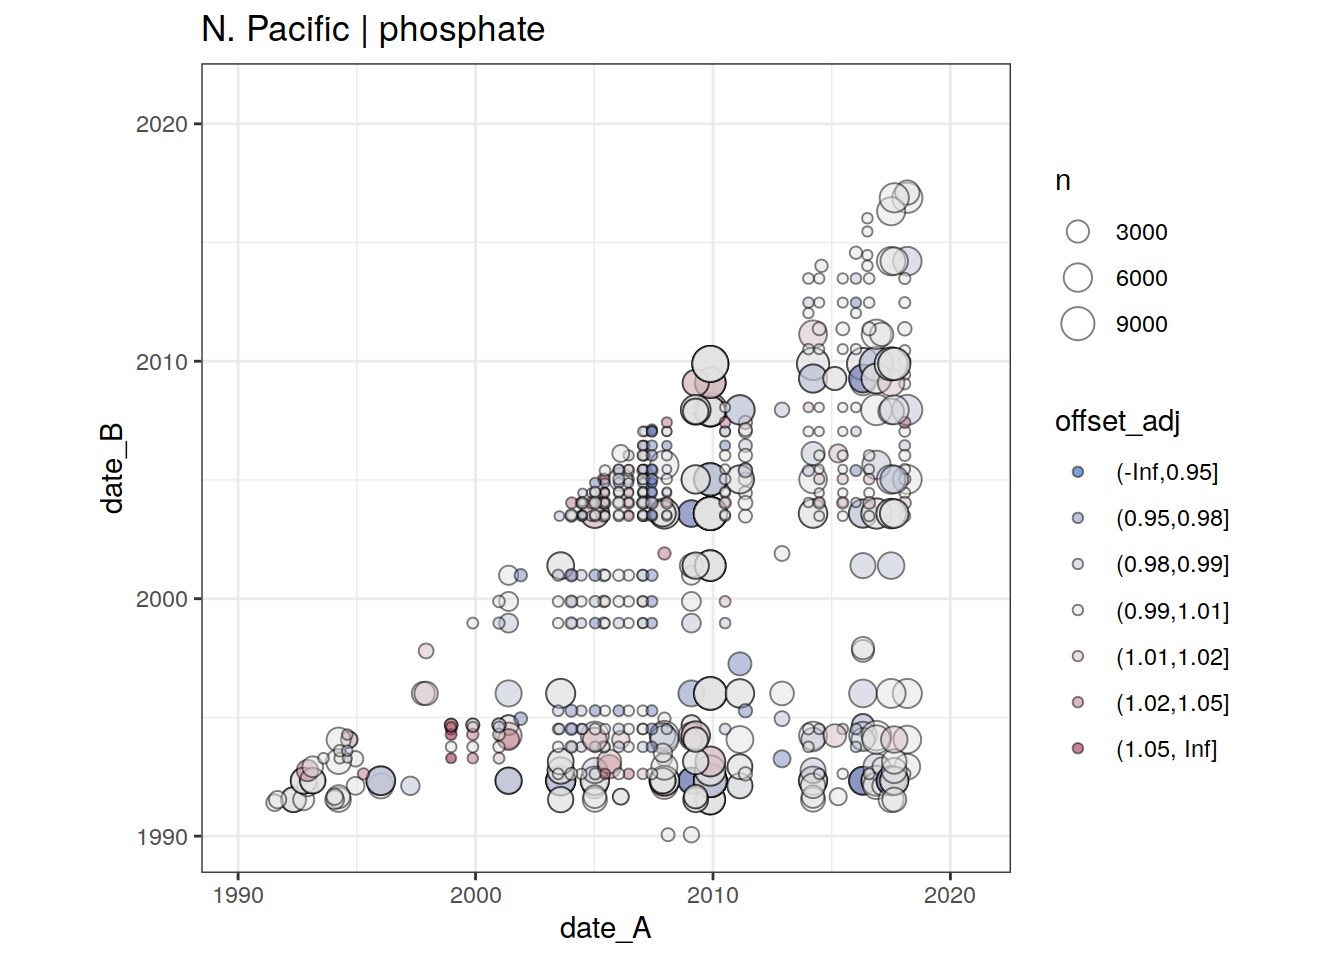 N. Pacific | phosphate
date_B
2020
2010
2000
1990
1990
2000
2010
2020
date_A
n
3000
6000
9000
offset_adj
(-Inf,0.95]
(0.95,0.98]
(0.98,0.99]
(0.99,1.01]
(1.01,1.02]
(1.02,1.05]
(1.05, Inf]